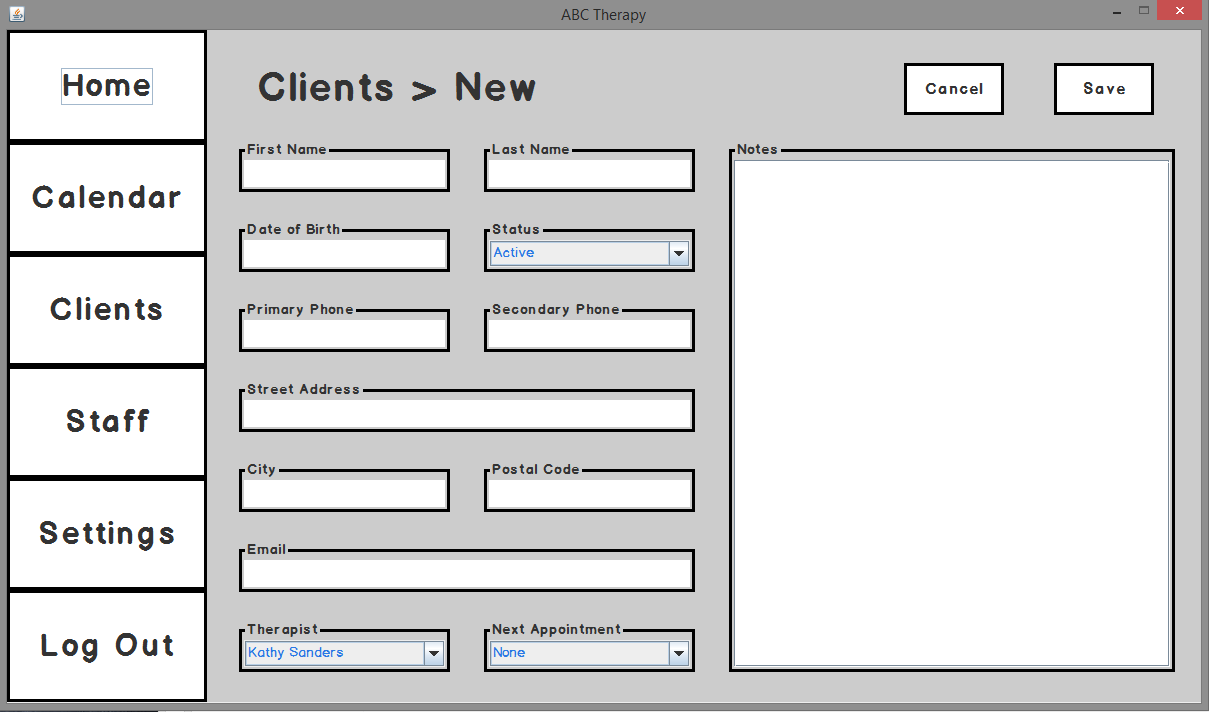 ABC Therapy
Home
Calendar
Clients
Staff
Settings
Log Out
Clients > New
Cancel
Save
First Name
Last Name
Date of Birth
Status
Active
Primary Phone
Secondary Phone
Street Address
City
Postal Code
Email
Therapist
Kathy Sanders
Next Appointment
None
Notes